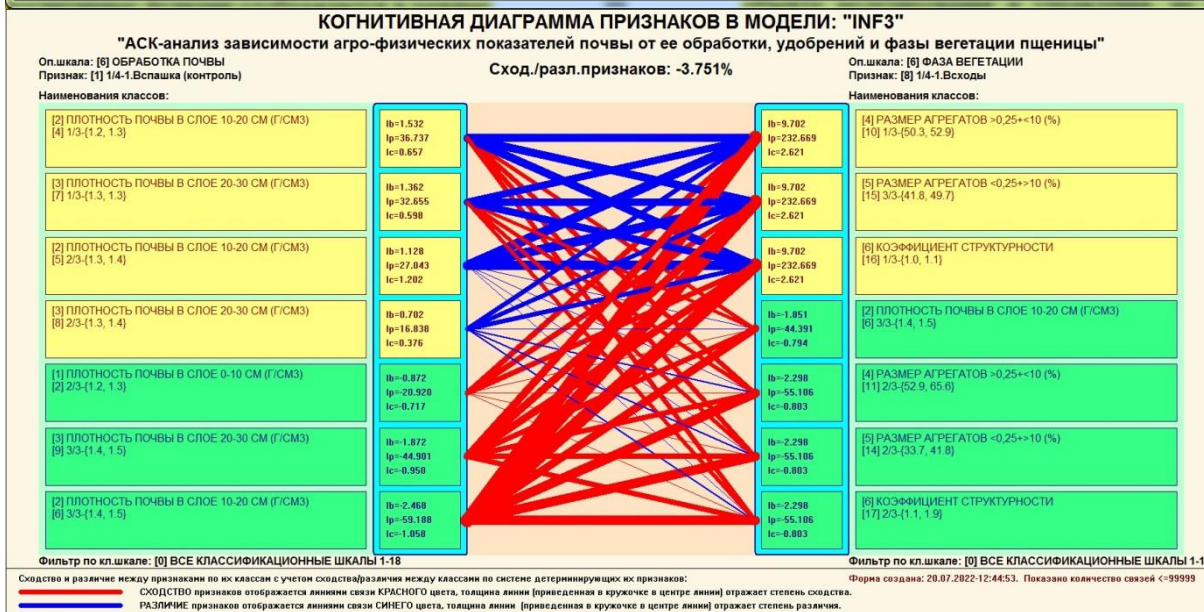 КОГНИТИВНАЯ ДИАГРАММА ПРИЗНАКОВ В МОДЕЛИ: "INF3"
"АСК-анализ зависимости агро-физических показателей почвы от ее обработки, удобрений и фазы вегетации пщеницы"
Оп.шкала: [6] ОБРАБОТКА ПОЧВЫ
Признак: [1] 1/4-1.Вспашка (контроль)
Сход./разл.признаков: -3.751%
Оп.шкала: [6] ФАЗА ВЕГЕТАЦИИ
Признак: [8] 1/4-1.Всходы
Наименования классов:
[2] ПЛОТНОСТЬ ПОЧВЫ В СЛОЕ 10-20 СМ (Г/СМ3)
[4] 1/3-{1.2, 1.3}
Ib=1.532
Ip=36.737
Ic=0.657
[3] ПЛОТНОСТЬ ПОЧВЫ В СЛОЕ 20-30 СМ (Г/СМ3)
[7] 1/3-{1.3, 1.3}
Ib=1.362
Ip=32.655
Ic=0.598
[2] ПЛОТНОСТЬ ПОЧВЫ В СЛОЕ 10-20 СМ (Г/СМ3)
[5] 2/3-{1.3, 1.4}
Ib=1.128
Ip=27.043
Ic=1.202
[3] ПЛОТНОСТЬ ПОЧВЫ В СЛОЕ 20-30 СМ (Г/СМ3)
[8] 2/3-{1.3, 1.4}
Ib=0.702
Ip=16.838
Ic=0.376
[1] ПЛОТНОСТЬ ПОЧВЫ В СЛОЕ 0-10 СМ (Г/СМ3)
[2] 2/3-{1.2, 1.3}
Ib=-0.872
Ip=-20.920
Ic=-0.717
[3] ПЛОТНОСТЬ ПОЧВЫ В СЛОЕ 20-30 СМ (Г/СМ3)
[9] 3/3-{1.4, 1.5}
Ib=-1.872
Ip=-44.901
Ic=-0.950
[2] ПЛОТНОСТЬ ПОЧВЫ В СЛОЕ 10-20 СМ (Г/СМ3)
[6] 3/3-{1.4, 1.5}
Ib=-2.468
Ip=-59.188
Ic=-1.058
Фильтр по кл.шкале: [0] ВСЕ КЛАССИФИКАЦИОННЫЕ ШКАЛЫ 1-18
Наименования классов:
Ib=9.702
Ip=232.669
Ic=2.621
[4] РАЗМЕР АГРЕГАТОВ >0,25+<10 (%)
[10] 1/3-{50.3, 52.9}
Ib=9.702
Ip=232.669
Ic=2.621
[5] РАЗМЕР АГРЕГАТОВ <0,25+>10 (%)
[15] 3/3-{41.8, 49.7}
Ib=9.702
Ip=232.669
Ic=2.621
[6] КОЭФФИЦИЕНТ СТРУКТУРНОСТИ
[16] 1/3-{1.0, 1.1}
Ib=-1.851
Ip=-44.391
Ic=-0.794
[2] ПЛОТНОСТЬ ПОЧВЫ В СЛОЕ 10-20 СМ (Г/СМ3)
[6] 3/3-{1.4, 1.5}
Ib=-2.298
Ip=-55.106
Ic=-0.803
[4] РАЗМЕР АГРЕГАТОВ >0,25+<10 (%)
[11] 2/3-{52.9, 65.6}
Ib=-2.298
Ip=-55.106
Ic=-0.803
[5] РАЗМЕР АГРЕГАТОВ <0,25+>10 (%)
[14] 2/3-{33.7, 41.8}
Ib=-2.298
Ip=-55.106
Ic=-0.803
[6] КОЭФФИЦИЕНТ СТРУКТУРНОСТИ
[17] 2/3-{1.1, 1.9}
Фильтр по кл.шкале: [0] ВСЕ КЛАССИФИКАЦИОННЫЕ ШКАЛЫ 1-1
Сходство и различие между признаками по их классам с учетом сходства/различия между классами по системе детерминирующих их признаков:
Форма создана: 20.07.2022-12:44:53. Показано количество связей <=99999
СХОДСТВО признаков отображается линиями связи КРАСНОГО цвета, толщина линии (приведенная в кружочке в центре линии) отражает степень сходства.
РАЗЛИЧИЕ признаков отображается линиями связи СИНЕГО цвета, толщина линии (приведенная в кружочке в центре линии) отражает степень различия.